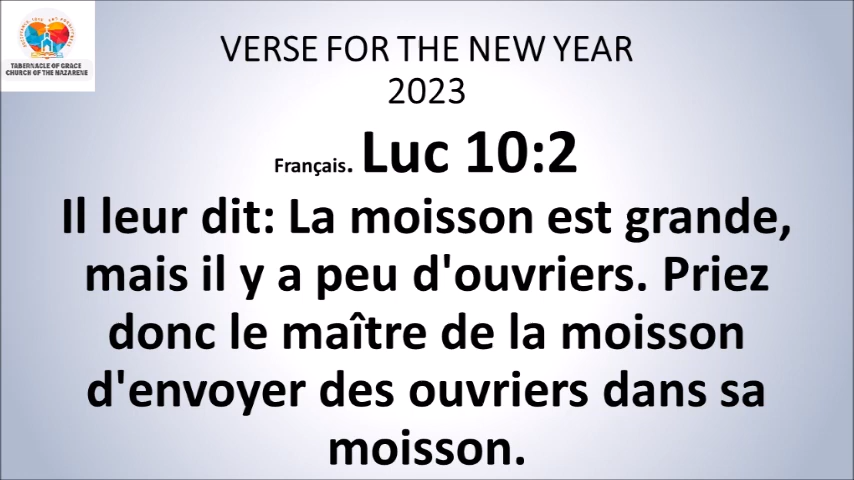 TABERNACLE OF GRACE
CHURCH OF THE NAZARENE
VERSE FOR THE NEW YEAR
2023
Français. Luc 10:2
Il leur dit: La moisson est grande,
mais il y a peu d'ouvriers. Priez
donc le maître de la moisson
d'envoyer des ouvriers dans sa
moisson.